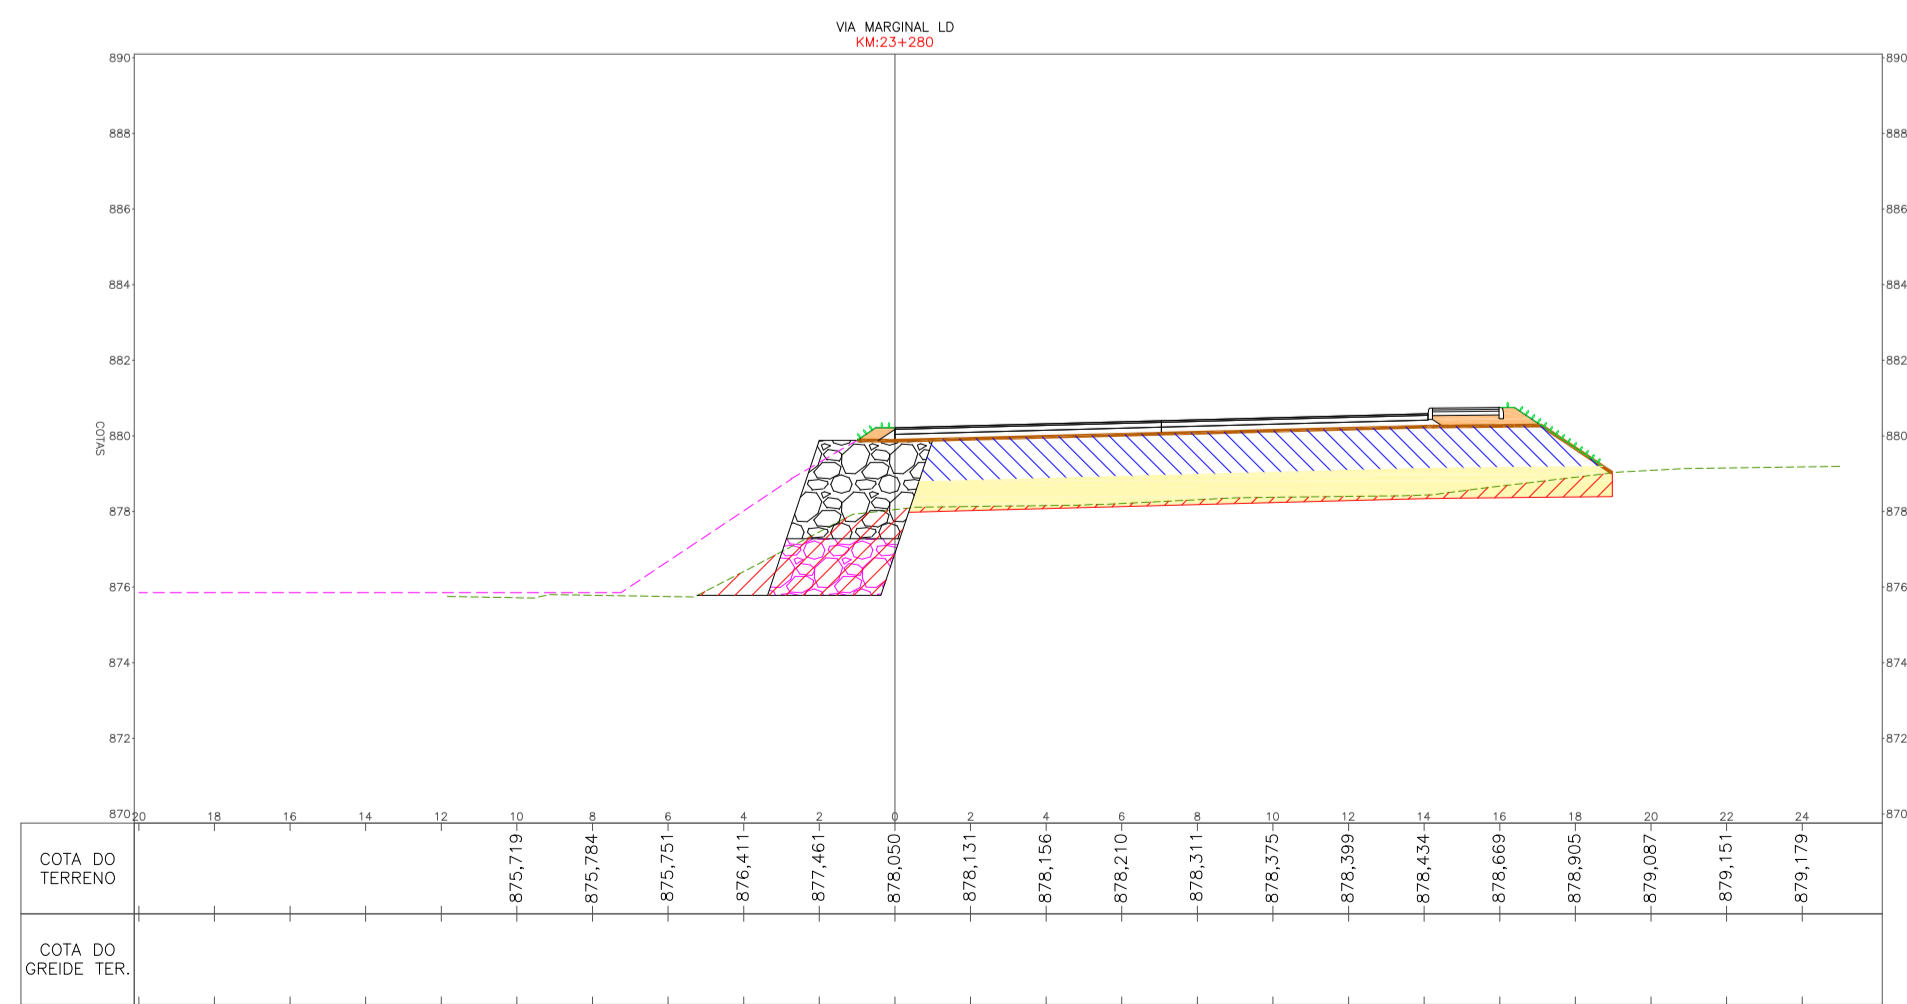 VIA MARGINAL LD
KM:23+280
890 890
888 888
886 886
884 884
882 882
COTAS
880 880
878 878
876 876
874 874
872 872
870 870
20 18 16 14 12 10 8 6 4 2 0 2 4 6 8 10 12 14 16 18 20 22 24
COTA DO
TERRENO
875,719 875,784 875,751 876,411 877,461 878,050 878,131 878,156 878,210 878,311 878,375 878,399 878,434 878,669 878,905 879,087 879,151 879,179
COTA DO
GREIDE TER.